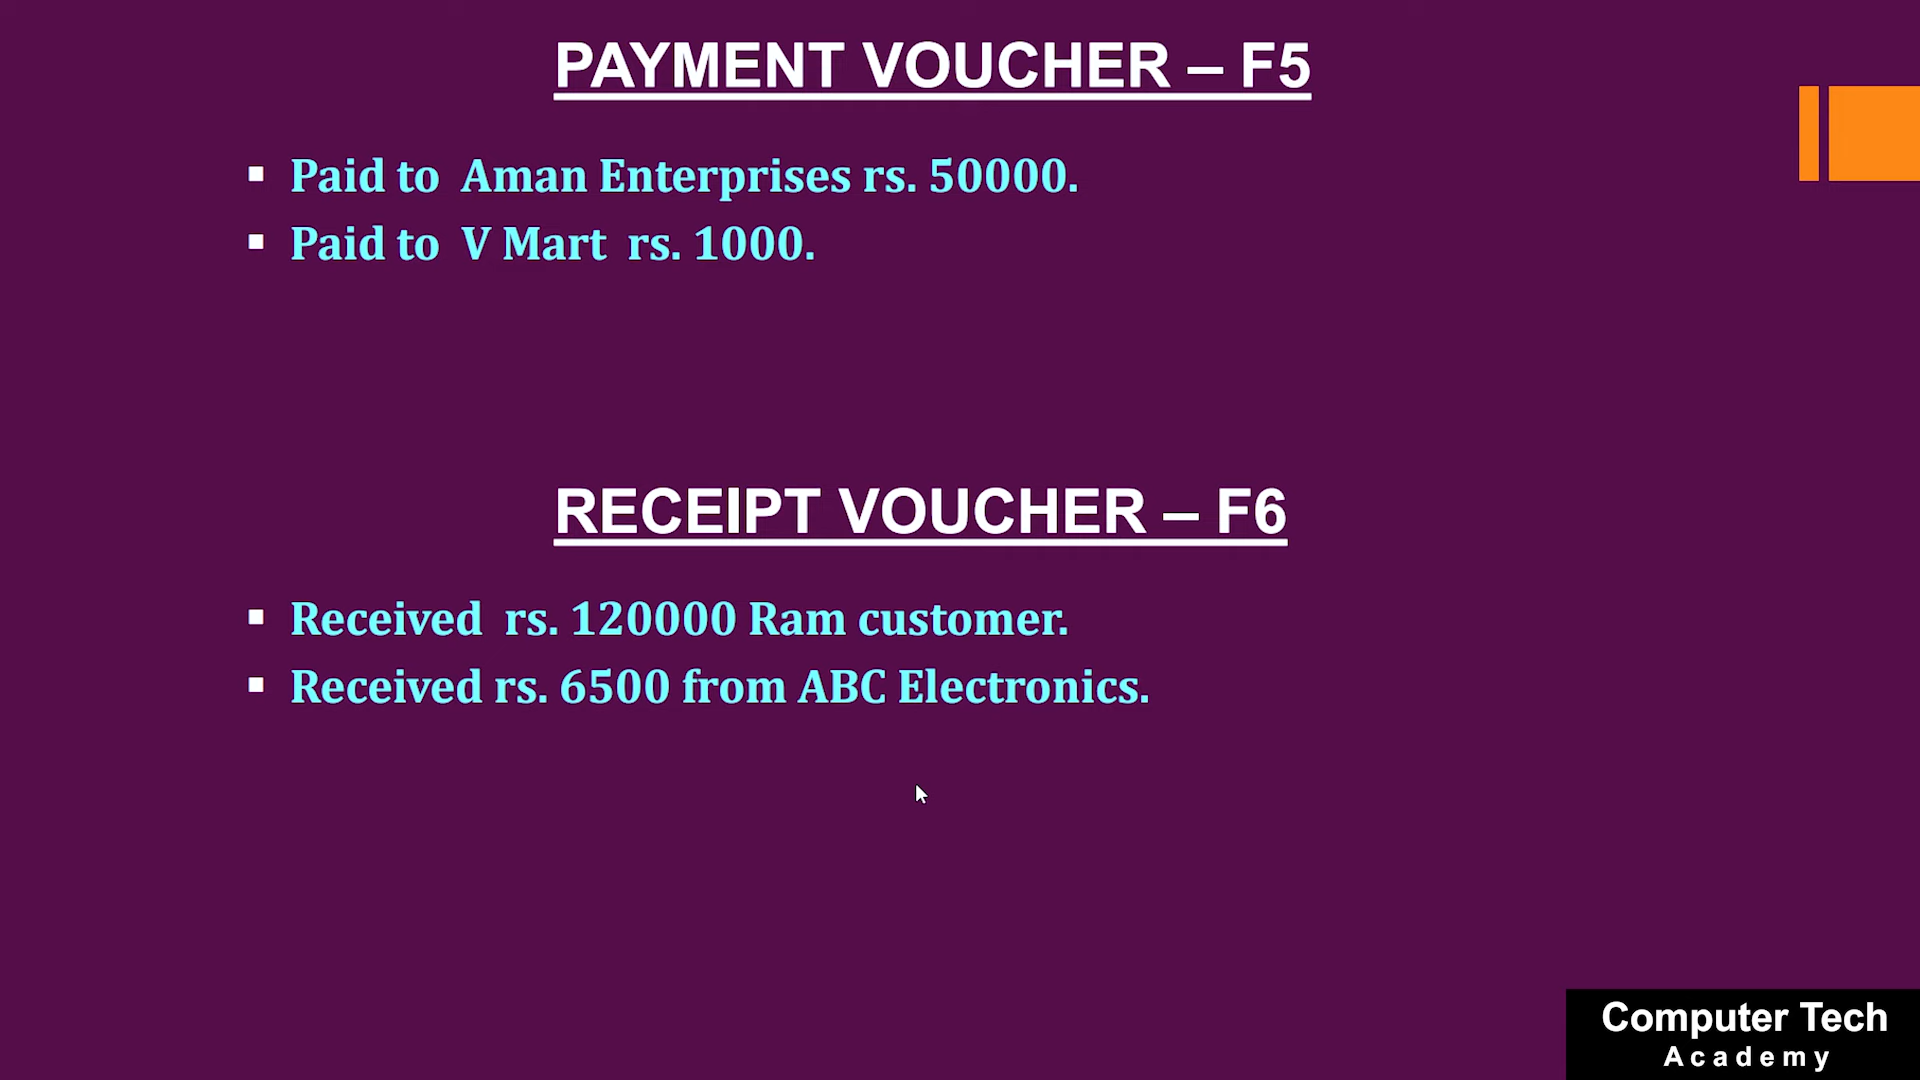 PAYMENT VOUCHER – F5
Paid to Aman Enterprises rs. 50000.
Paid to V Mart rs. 1000.
RECEIPT VOUCHER – F6
Received rs. 120000 Ram customer.
Received rs. 6500 from ABC Electronics.
Computer Tech
Academy